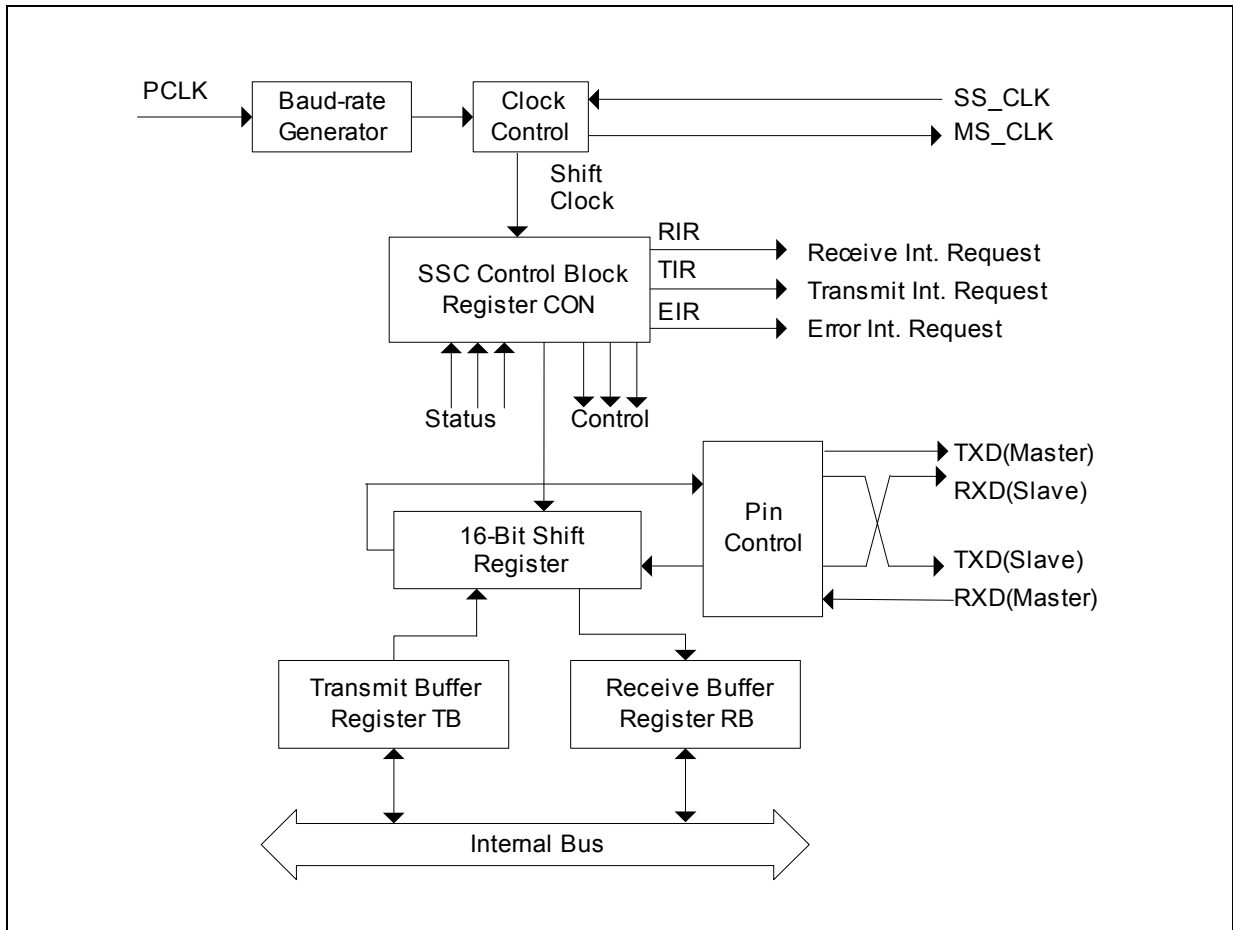 PCLK
Baud-rate
Generator
Clock
Control
SS_CLK
MS_CLK
Shift
Clock
SSC Control Block
Register CON
RIR
Receive Int. Request
TIR
Transmit Int. Request
EIR
Error Int. Request
Status
Control
16-Bit Shift
Register
Pin
Control
TXD(Master)
RXD(Slave)
TXD(Slave)
RXD(Master)
Transmit Buffer
Register TB
Receive Buffer
Register RB
Internal Bus